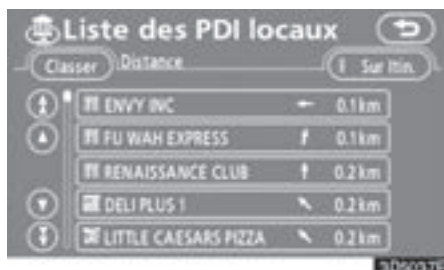 Liste des PDI locaux
Classer Distance Sur Itin.
ENVY INC 0.1km
FU WAH EXPRESS 0.1km
RENAISSANCE CLUB 0.2km
DELI PLUS 1 0.2km
LITTLE CAESARS PIZZA 0.2km